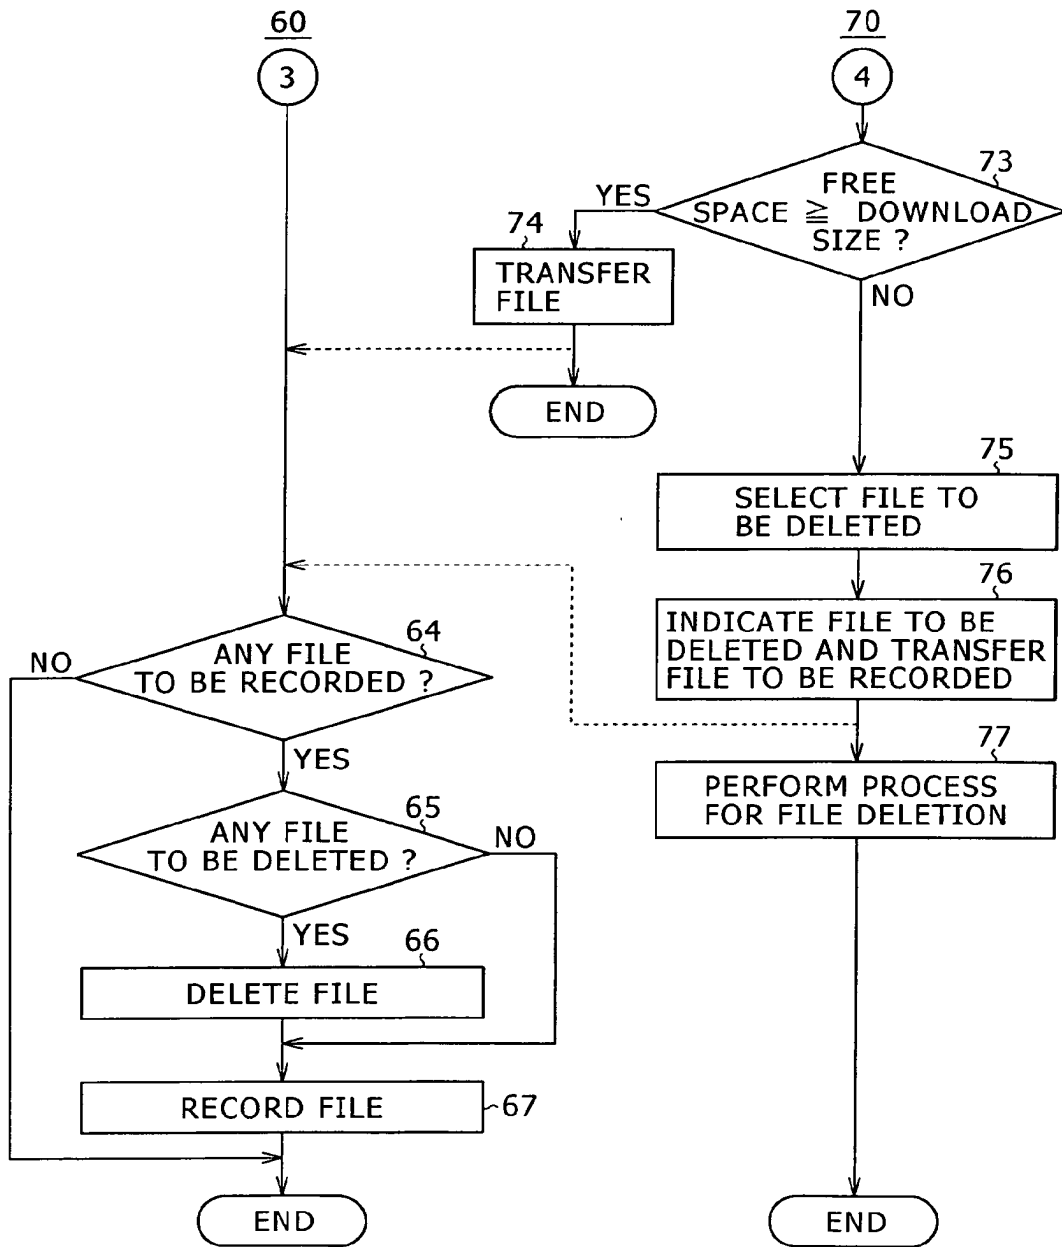 60
3
70
4
73
FREE
SPACE ≧ DOWNLOAD
SIZE ?
YES
NO
74
TRANSFER
FILE
END
75
SELECT FILE TO
BE DELETED
76
INDICATE FILE TO BE
DELETED AND TRANSFER
FILE TO BE RECORDED
77
PERFORM PROCESS
FOR FILE DELETION
END
64
ANY FILE
TO BE RECORDED ?
NO
YES
65
ANY FILE
TO BE DELETED ?
NO
YES
66
DELETE FILE
RECORD FILE
67
END